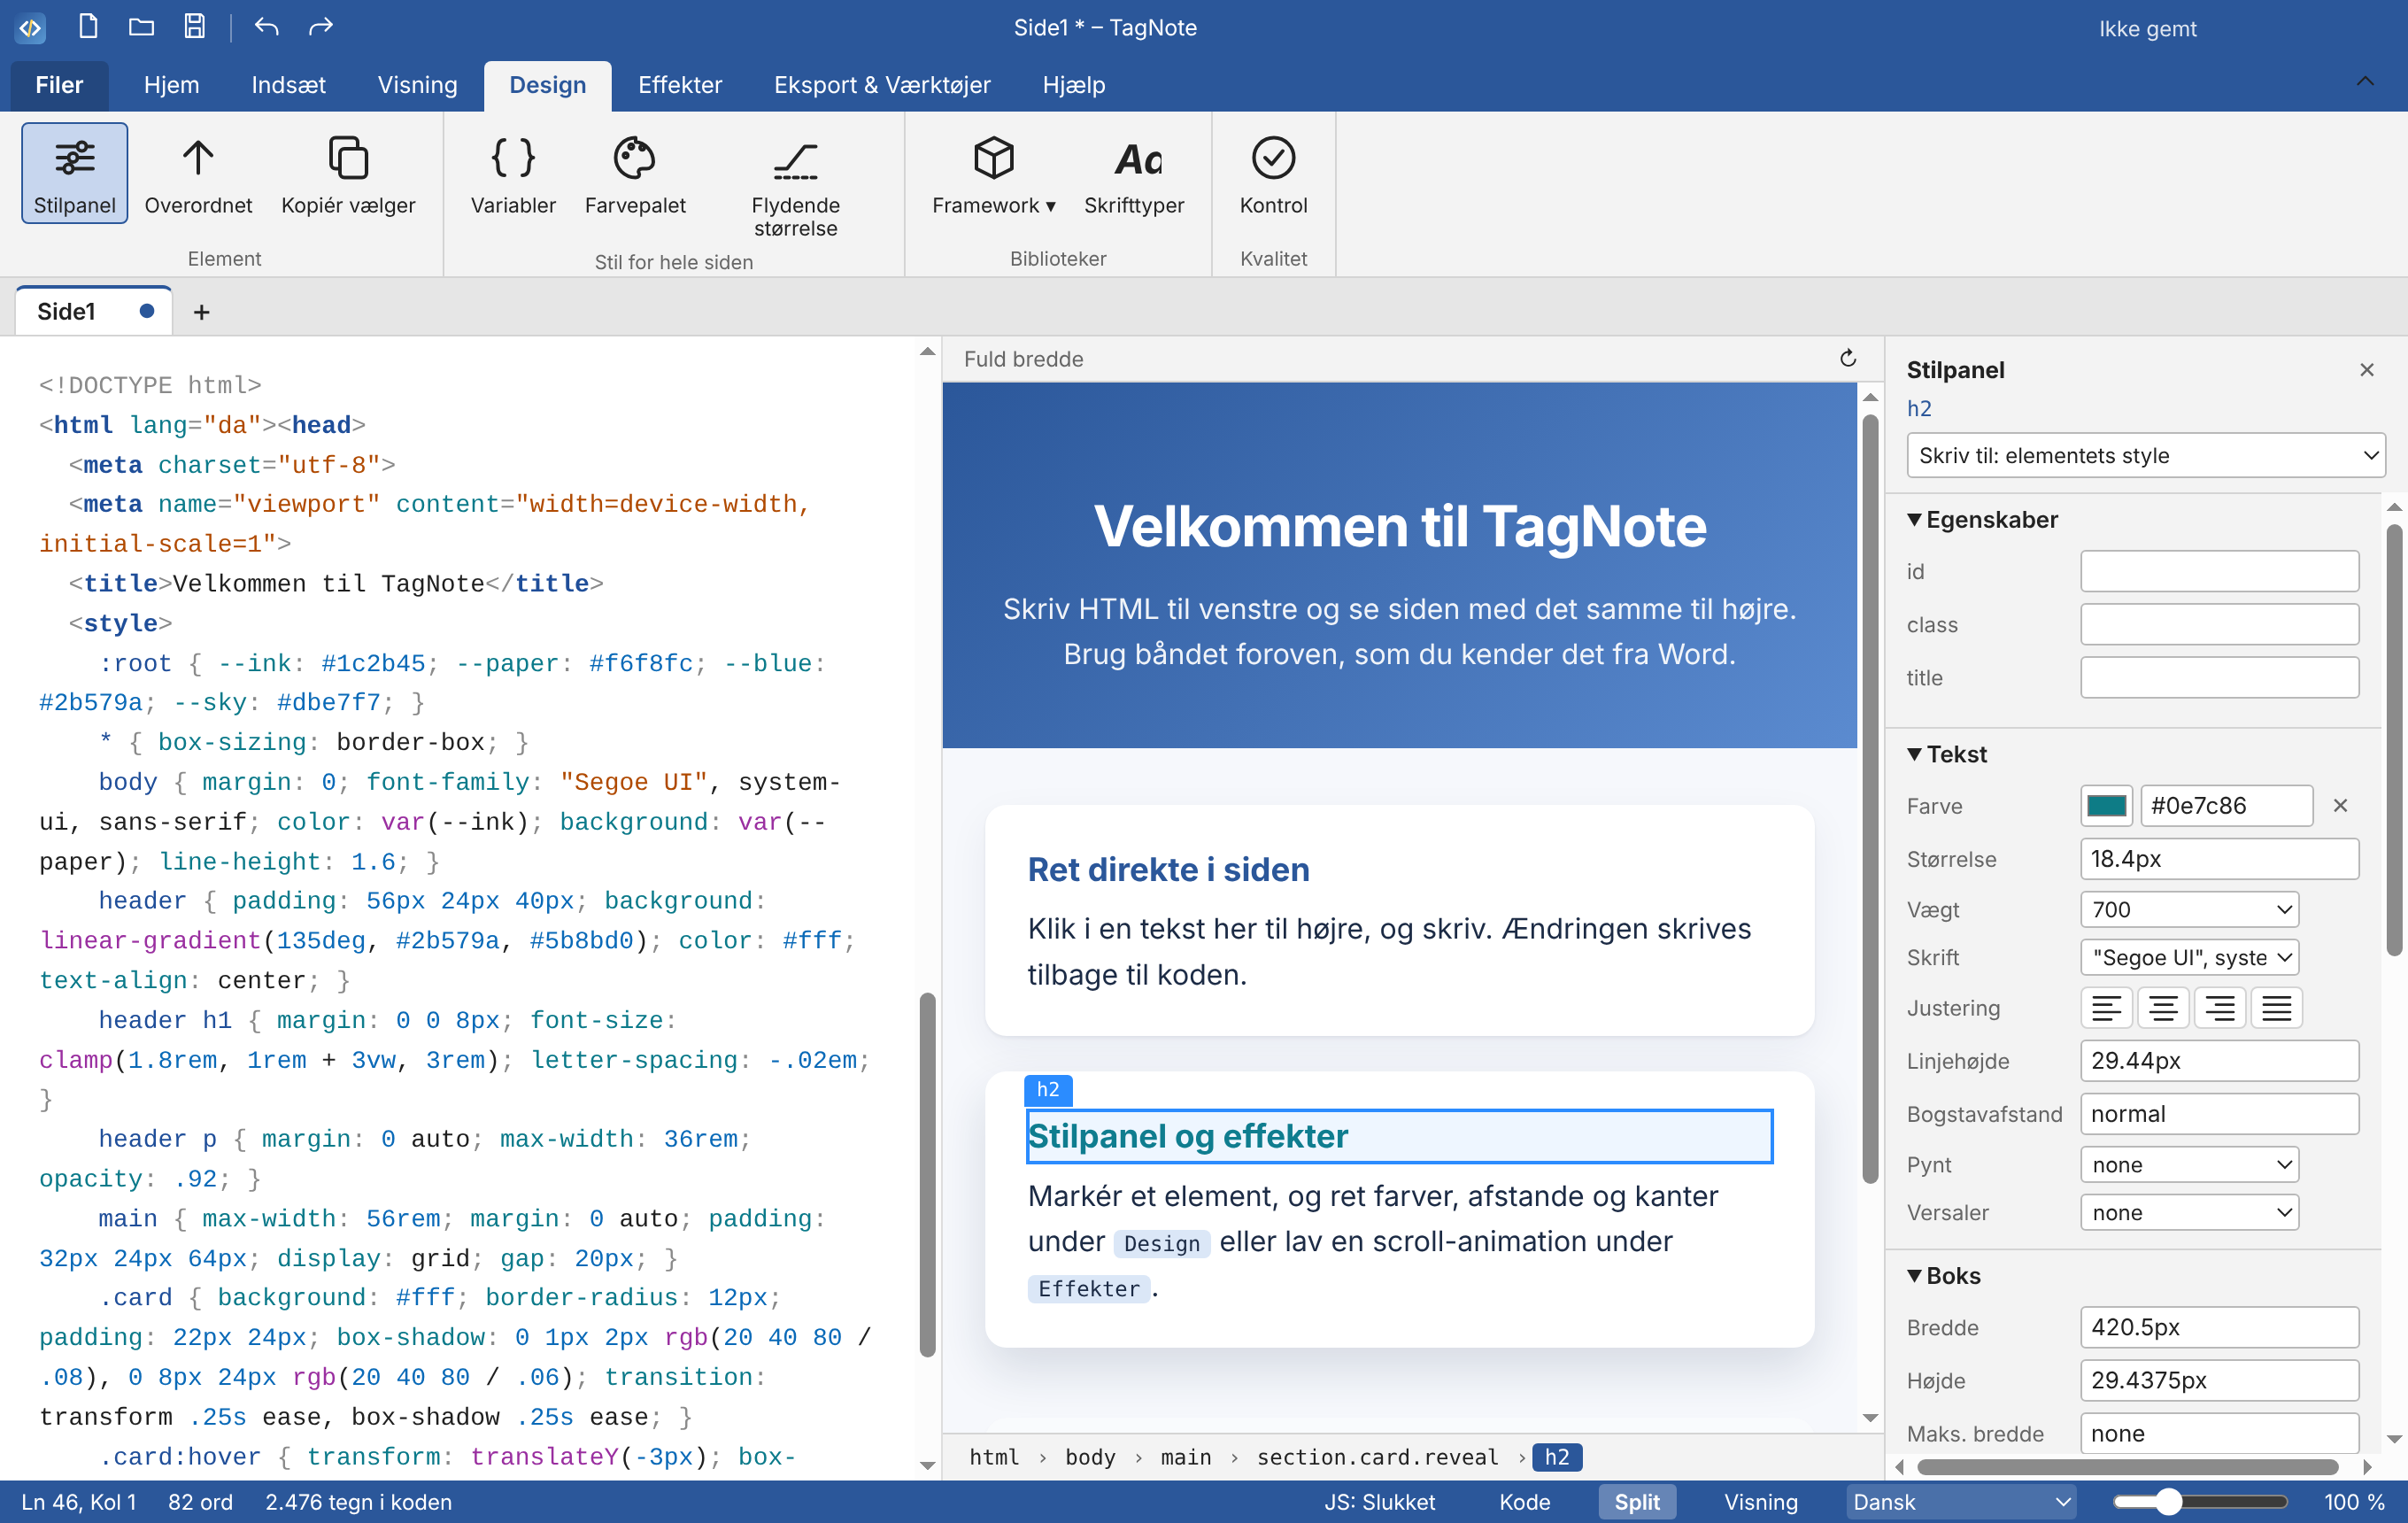 Side1 * – TagNote
Ikke gemt
Filer Hjem Indsæt Visning Design Effekter Eksport & Værktøjer Hjælp
Stilpanel Overordnet Kopiér vælger
Element
Variabler Farvepalet Flydende størrelse
Stil for hele siden
Framework ▾ Skrifttyper
Biblioteker
Kontrol
Kvalitet
Side1 +
<!DOCTYPE html>
<html lang="da"><head>
  <meta charset="utf-8">
  <meta name="viewport" content="width=device-width,
initial-scale=1">
  <title>Velkommen til TagNote</title>
  <style>
    :root { --ink: #1c2b45; --paper: #f6f8fc; --blue:
#2b579a; --sky: #dbe7f7; }
    * { box-sizing: border-box; }
    body { margin: 0; font-family: "Segoe UI", system-
ui, sans-serif; color: var(--ink); background: var(--
paper); line-height: 1.6; }
    header { padding: 56px 24px 40px; background:
linear-gradient(135deg, #2b579a, #5b8bd0); color: #fff;
text-align: center; }
    header h1 { margin: 0 0 8px; font-size:
clamp(1.8rem, 1rem + 3vw, 3rem); letter-spacing: -.02em;
}
    header p { margin: 0 auto; max-width: 36rem;
opacity: .92; }
    main { max-width: 56rem; margin: 0 auto; padding:
32px 24px 64px; display: grid; gap: 20px; }
    .card { background: #fff; border-radius: 12px;
padding: 22px 24px; box-shadow: 0 1px 2px rgb(20 40 80 /
.08), 0 8px 24px rgb(20 40 80 / .06); transition:
transform .25s ease, box-shadow .25s ease; }
    .card:hover { transform: translateY(-3px); box-
Fuld bredde
Velkommen til TagNote
Skriv HTML til venstre og se siden med det samme til højre.
Brug båndet foroven, som du kender det fra Word.
Ret direkte i siden
Klik i en tekst her til højre, og skriv. Ændringen skrives
tilbage til koden.
h2
Stilpanel og effekter
Markér et element, og ret farver, afstande og kanter
under Design eller lav en scroll-animation under
Effekter.
html › body › main › section.card.reveal › h2
Stilpanel
h2
Skriv til: elementets style
Egenskaber
id
class
title
Tekst
Farve #0e7c86
Størrelse 18.4px
Vægt 700
Skrift "Segoe UI", syste
Justering
Linjehøjde 29.44px
Bogstavafstand normal
Pynt none
Versaler none
Boks
Bredde 420.5px
Højde 29.4375px
Maks. bredde none
Ln 46, Kol 1 82 ord 2.476 tegn i koden
JS: Slukket Kode Split Visning Dansk 100 %